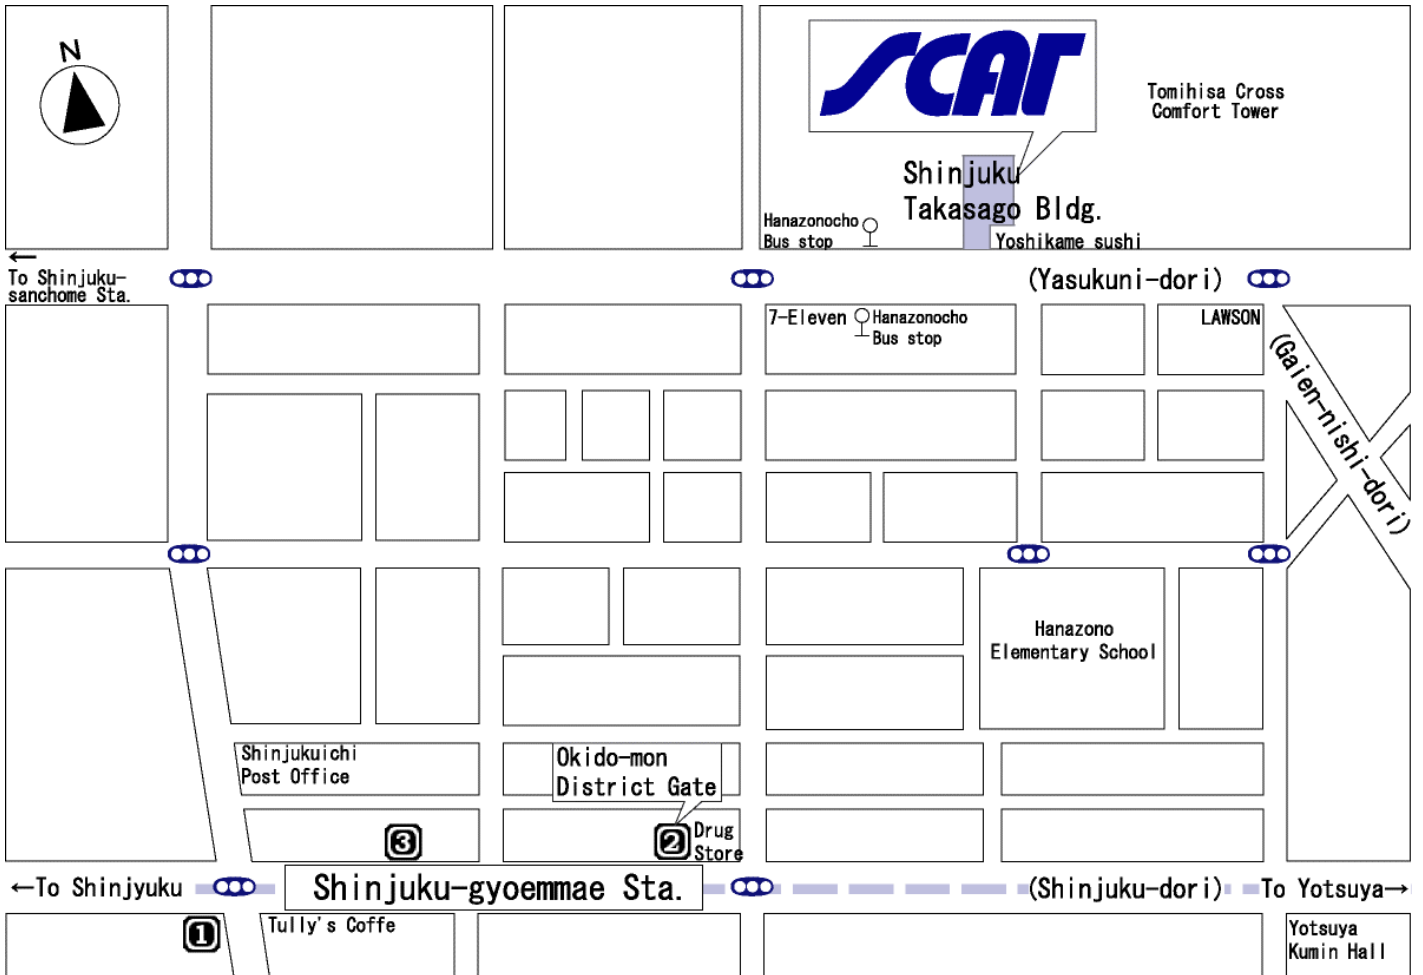 N
SCAT
Tomihisa Cross
Comfort Tower
Shinjuku
Takasago Bldg.
Hanazonocho
Bus stop
Yoshikame sushi
←
To Shinjuku-
sanchome Sta.
(Yasukuni-dori)
7-Eleven
Hanazonocho
Bus stop
LAWSON
(Gaien-nishi-dori)
Hanazono
Elementary School
Shinjukuichi
Post Office
Okido-mon
District Gate
3
2
Drug
Store
←To Shinjyuku
Shinjuku-gyoemmae Sta.
(Shinjuku-dori)
To Yotsuya→
1
Tully's Coffe
Yotsuya
Kumin Hall